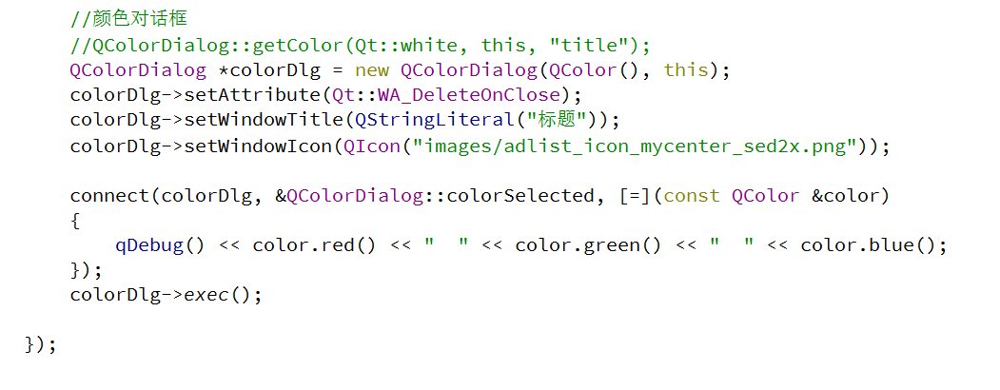 //颜色对话框
//QColorDialog::getColor(Qt::white, this, "title");
QColorDialog *colorDlg = new QColorDialog(QColor(), this);
colorDlg->setAttribute(Qt::WA_DeleteOnClose);
colorDlg->setWindowTitle(QStringLiteral("标题"));
colorDlg->setWindowIcon(QIcon("images/adlist_icon_mycenter_sed2x.png"));
connect(colorDlg, &QColorDialog::colorSelected, [=](const QColor &color)
{
qDebug() << color.red() << "  " << color.green() << "  " << color.blue();
});
colorDlg->exec();
});